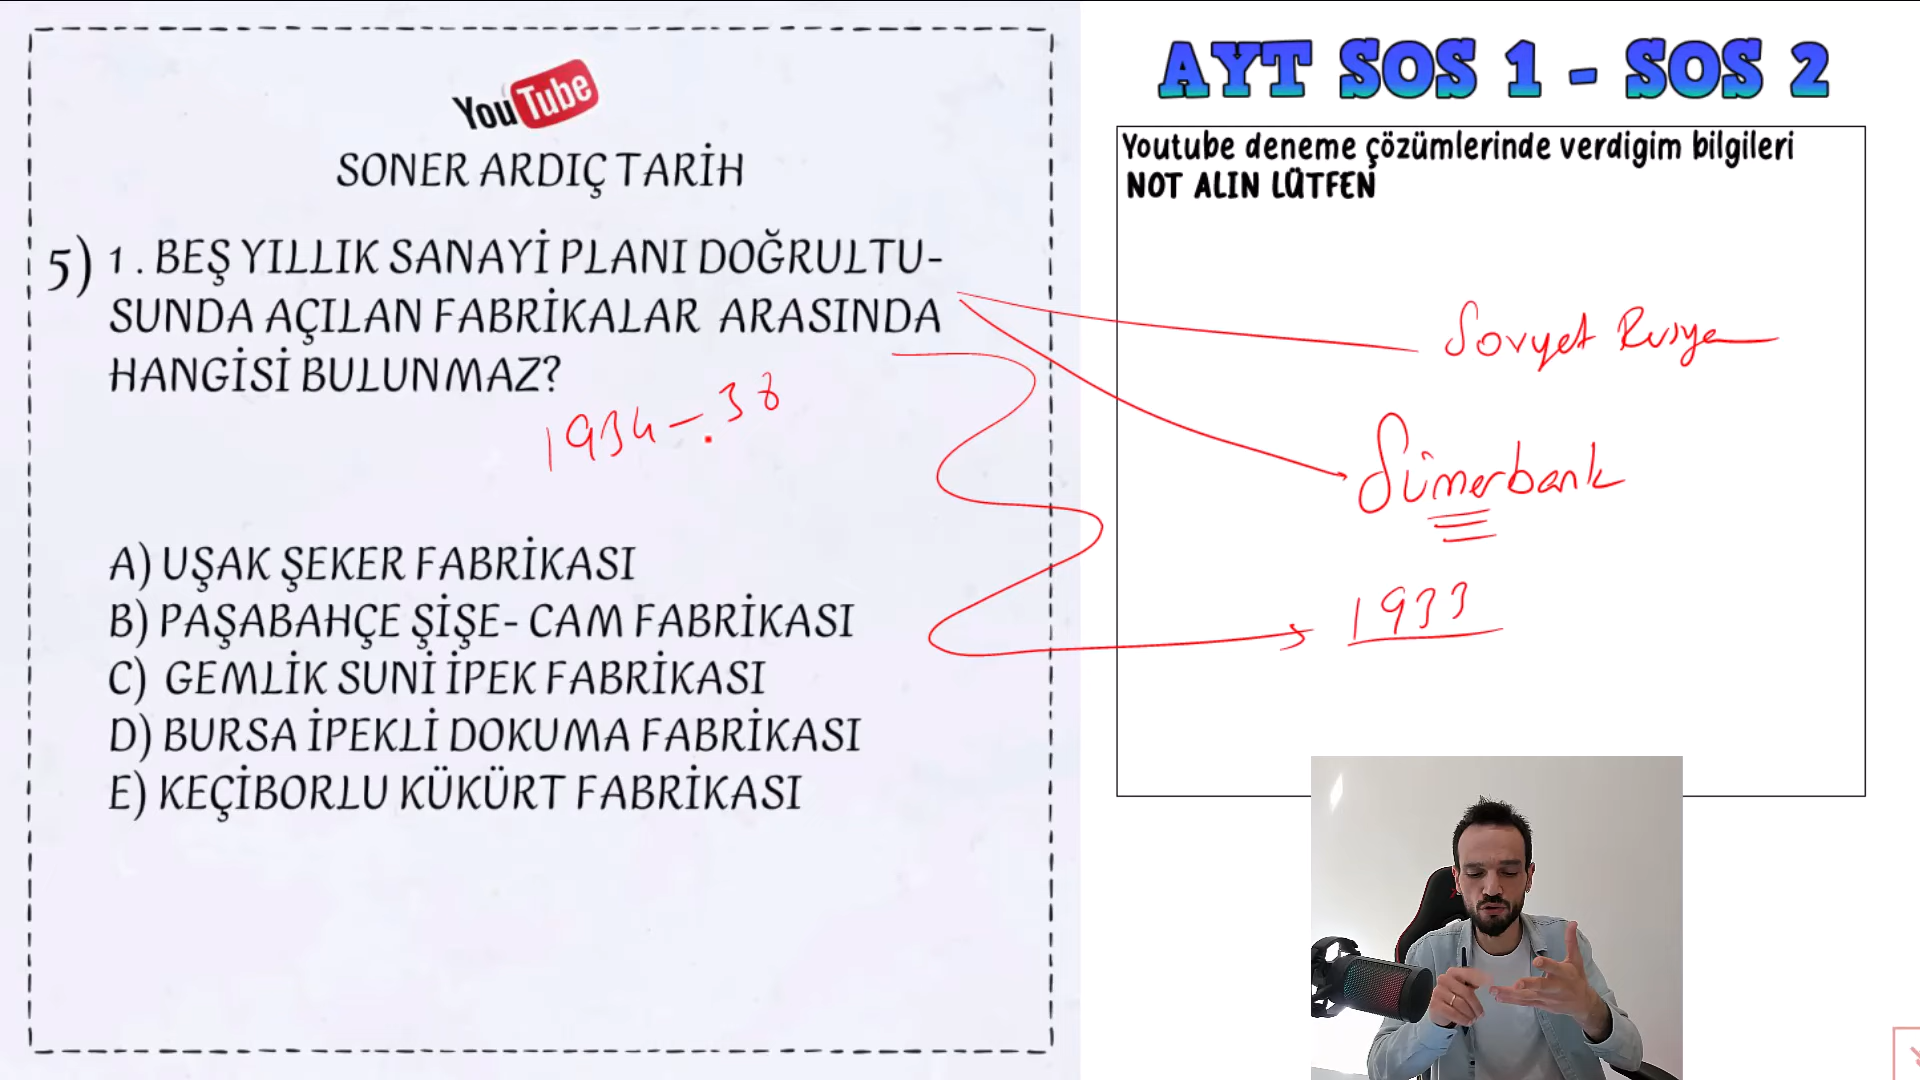 YouTube
SONER ARDIÇ TARİH
5) 1. BEŞ YILLIK SANAYİ PLANI DOĞRULTU-
SUNDA AÇILAN FABRİKALAR ARASINDA
HANGİSİ BULUNMAZ?
1934-38
A) UŞAK ŞEKER FABRİKASI
B) PAŞABAHÇE ŞİŞE- CAM FABRİKASI
C) GEMLİK SUNİ İPEK FABRİKASI
D) BURSA İPEKLİ DOKUMA FABRİKASI
E) KEÇİBORLU KÜKÜRT FABRİKASI
AYT SOS 1 - SOS 2
Youtube deneme çözümlerinde verdigim bilgileri
NOT ALIN LÜTFEN
Sovyet Rusya
Sümerbank
1933